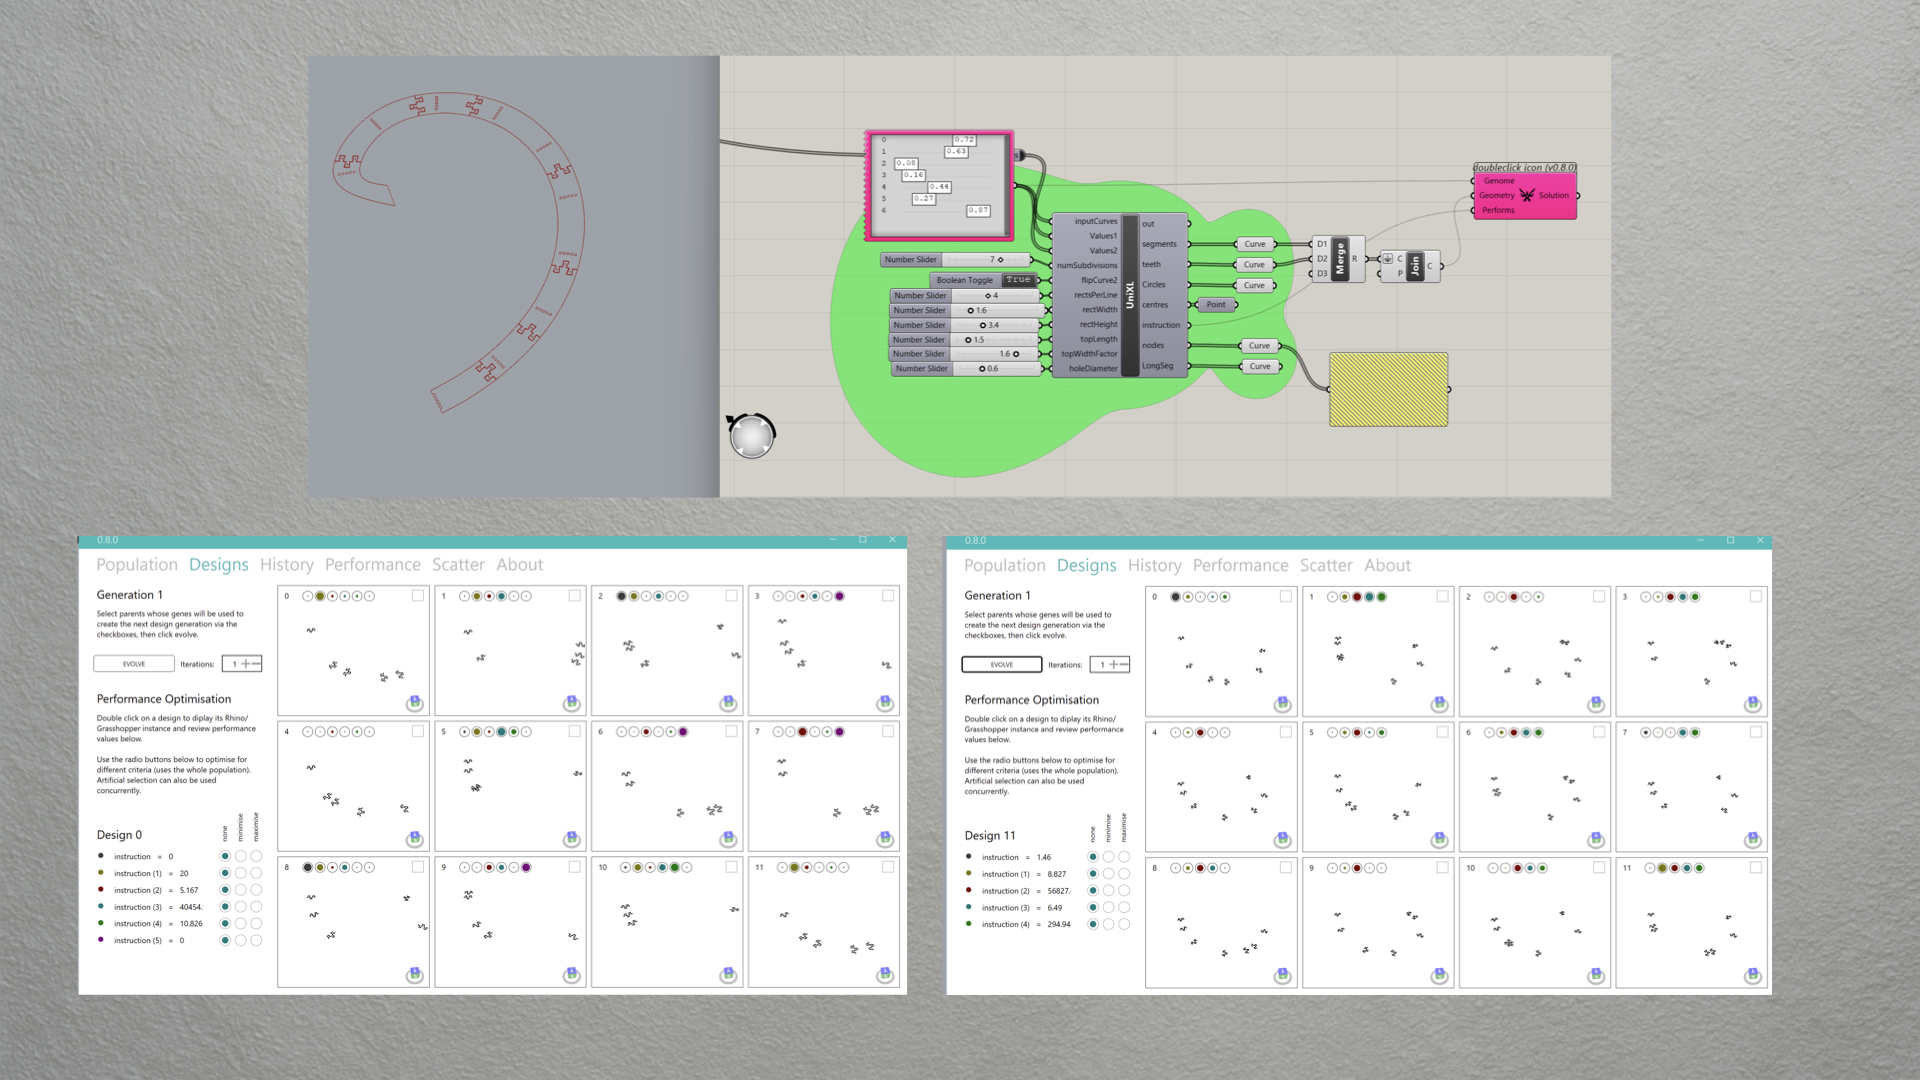 0 0.72
1 0.63
2 0.08
3 0.16
4 0.44
5 0.27
6 0.87
Number Slider 7
Boolean Toggle True
Number Slider 4
Number Slider 1.6
Number Slider 3.4
Number Slider 1.5
Number Slider 1.6
Number Slider 0.6
inputCurves
Values1
Values2
numSubdivisions
flipCurve2
rectsPerLine
rectWidth
rectHeight
topLength
topWidthFactor
holeDiameter
UniXL
out
segments
teeth
Circles
centres
instruction
nodes
LongSeg
Curve
Curve
Curve
Point
Curve
Curve
D1
D2
D3
Merge
R
C
P
Join
C
doubleclick icon (v0.8.0)
Genome
Geometry Solution
Performs
0.8.0
Population Designs History Performance Scatter About
Generation 1
Select parents whose genes will be used to
create the next design generation via the
checkboxes, then click evolve.
EVOLVE Iterations: 1
Performance Optimisation
Double click on a design to diplay its Rhino/
Grasshopper instance and review performance
values below.
Use the radio buttons below to optimise for
different criteria (uses the whole population).
Artificial selection can also be used
concurrently.
Design 0
none
minimise
maximise
instruction = 0
instruction (1) = 20
instruction (2) = 5.167
instruction (3) = 40454.
instruction (4) = 10.826
instruction (5) = 0
0
1
2
3
4
5
6
7
8
9
10
11
0.8.0
Population Designs History Performance Scatter About
Generation 1
Select parents whose genes will be used to
create the next design generation via the
checkboxes, then click evolve.
EVOLVE Iterations: 1
Performance Optimisation
Double click on a design to diplay its Rhino/
Grasshopper instance and review performance
values below.
Use the radio buttons below to optimise for
different criteria (uses the whole population).
Artificial selection can also be used
concurrently.
Design 11
none
minimise
maximise
instruction = 1.46
instruction (1) = 8.827
instruction (2) = 56827.
instruction (3) = 6.49
instruction (4) = 294.94
0
1
2
3
4
5
6
7
8
9
10
11